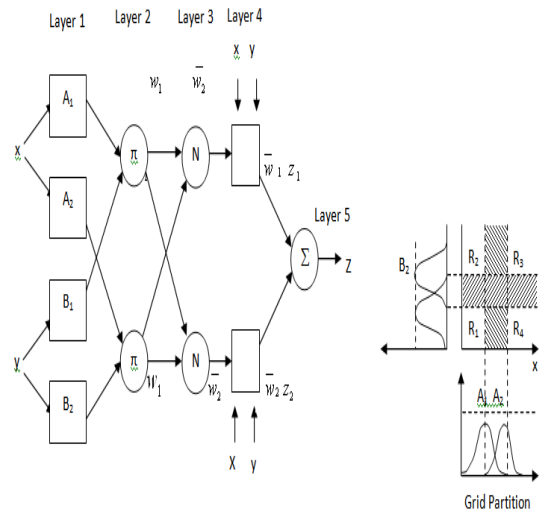 Layer 1
Layer 2
Layer 3
Layer 4
x y
w₁
w̄₂
A₁
π
N
x
A₂
w̄₁ z₁
Layer 5
Σ
Z
B₁
y
π
w₁
N
w̄₂
w̄₂ z₂
B₂
X y
B₂
R₂
R₃
R₁
R₄
x
A₁ A₂
Grid Partition